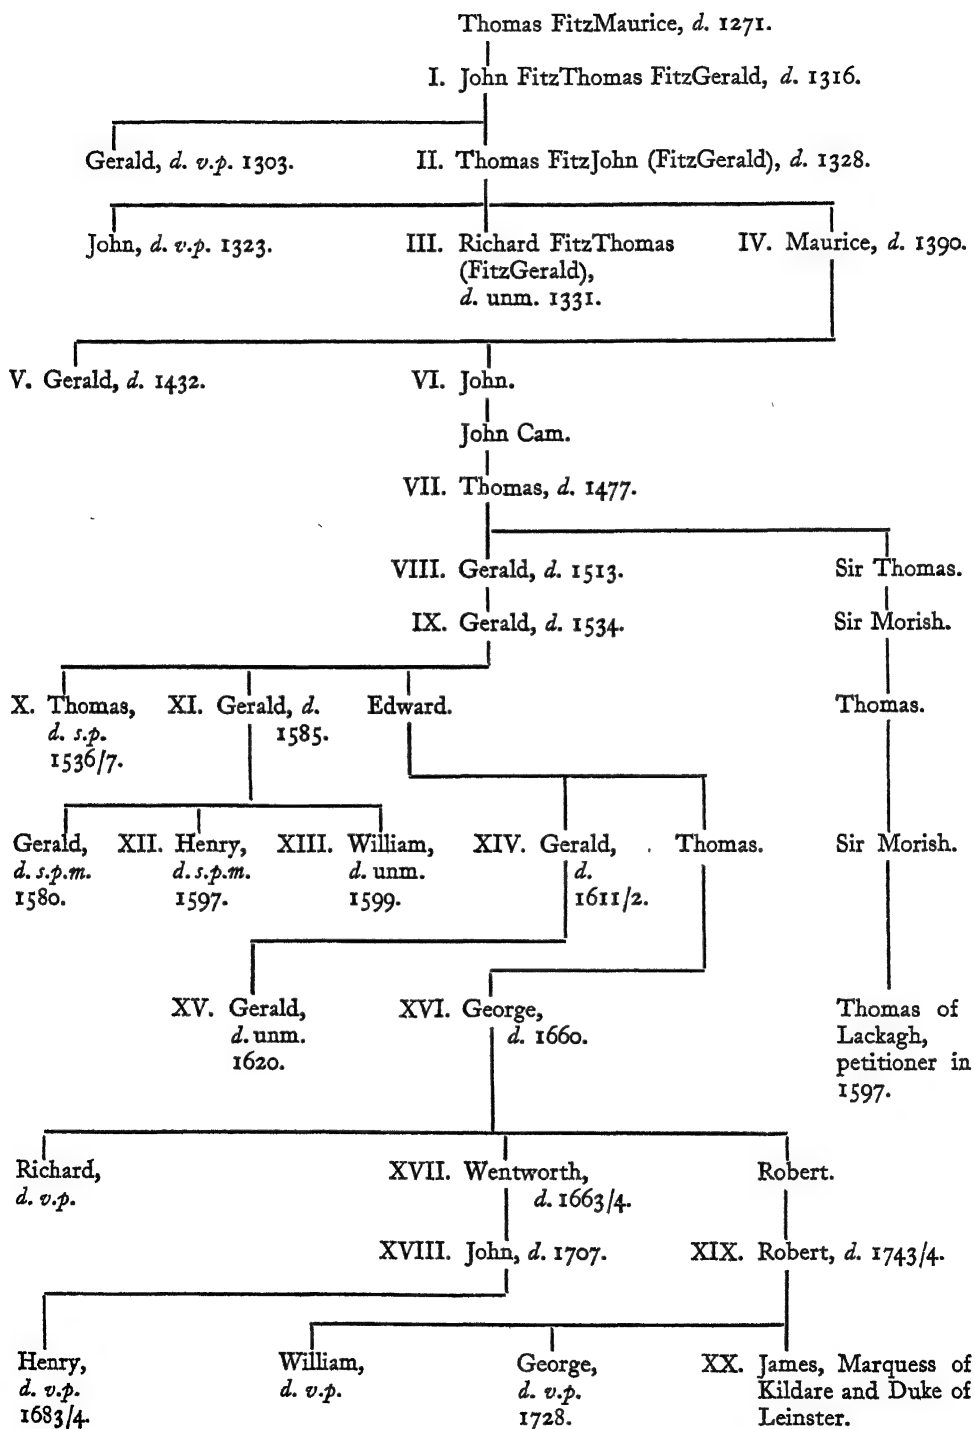 Thomas FitzMaurice, d. 1271.
I. John FitzThomas FitzGerald, d. 1316.
Gerald, d. v.p. 1303.
II. Thomas FitzJohn (FitzGerald), d. 1328.
John, d. v.p. 1323.
III. Richard FitzThomas
(FitzGerald),
d. unm. 1331.
IV. Maurice, d. 1390.
V. Gerald, d. 1432.
VI. John.
John Cam.
VII. Thomas, d. 1477.
VIII. Gerald, d. 1513.
Sir Thomas.
IX. Gerald, d. 1534.
Sir Morish.
X. Thomas,
d. s.p.
1536/7.
XI. Gerald, d.
1585.
Edward.
Thomas.
Gerald,
d. s.p.m.
1580.
XII. Henry,
d. s.p.m.
1597.
XIII. William,
d. unm.
1599.
XIV. Gerald,
d.
1611/2.
Thomas.
Sir Morish.
XV. Gerald,
d. unm.
1620.
XVI. George,
d. 1660.
Thomas of
Lackagh,
petitioner in
1597.
Richard,
d. v.p.
XVII. Wentworth,
d. 1663/4.
Robert.
XVIII. John, d. 1707.
XIX. Robert, d. 1743/4.
Henry,
d. v.p.
1683/4.
William,
d. v.p.
George,
d. v.p.
1728.
XX. James, Marquess of
Kildare and Duke of
Leinster.